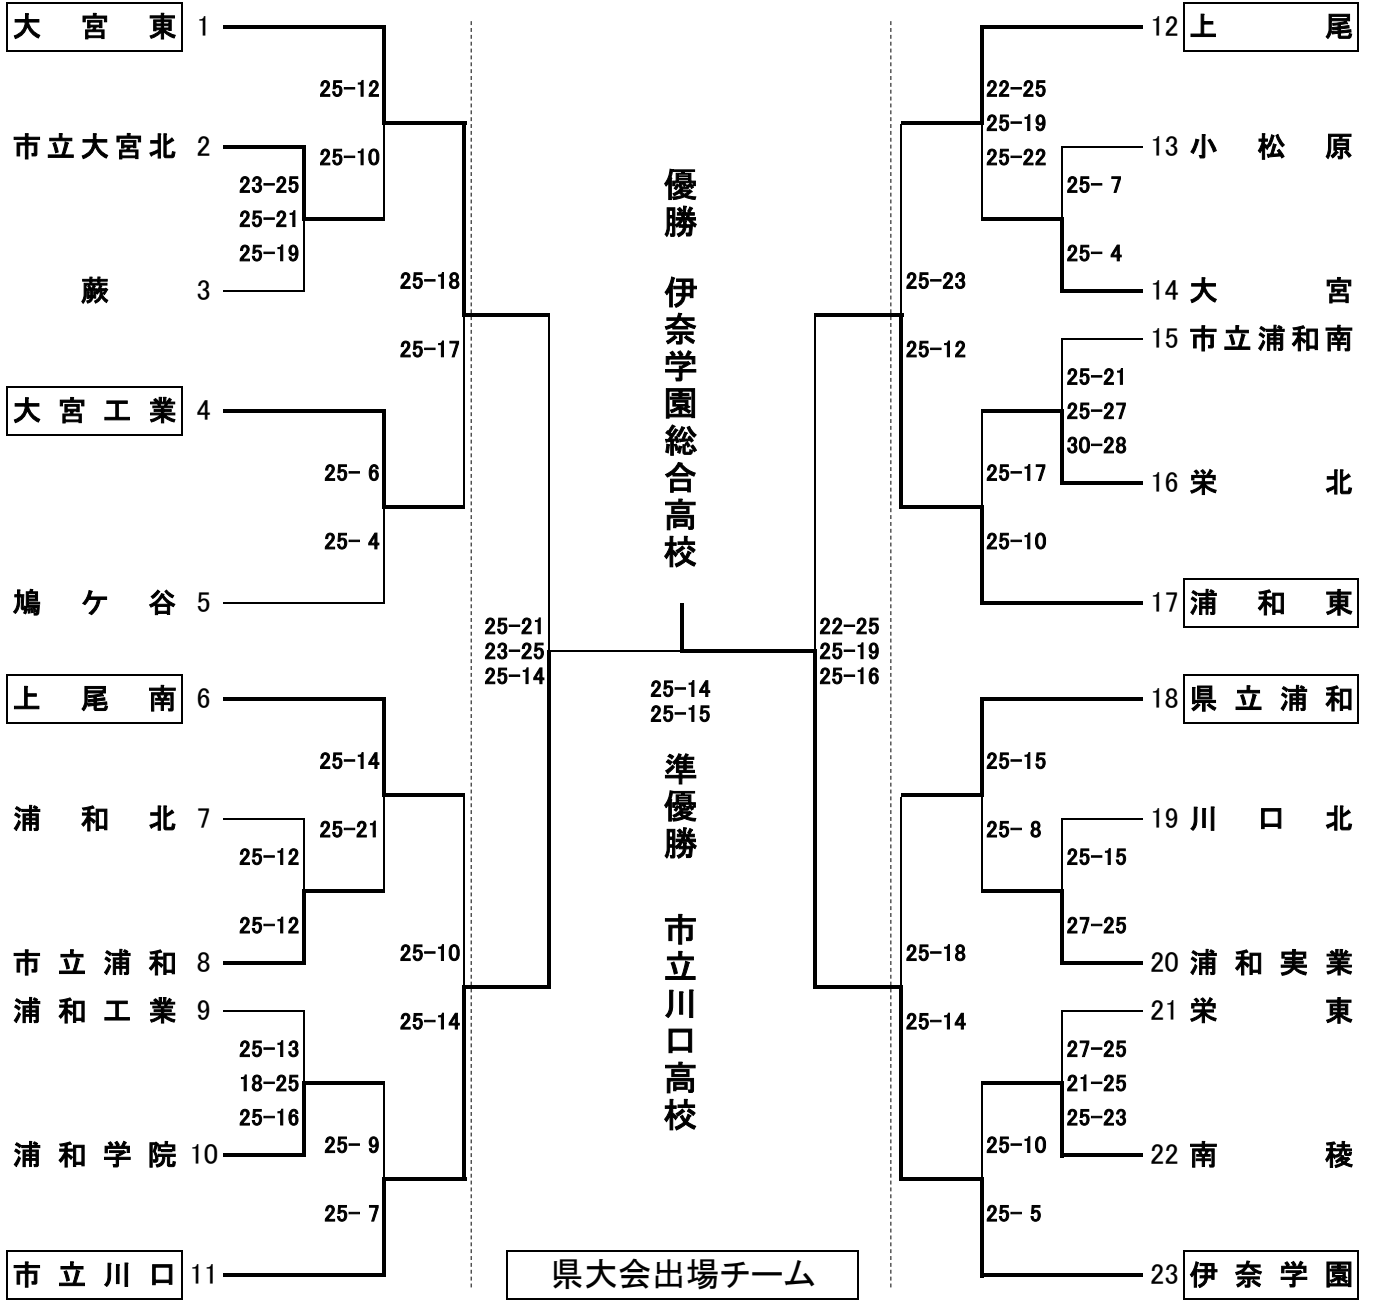 大宮東 1
25-12
25-10
市立大宮北 2
23-25
25-21
25-19
蕨 3
25-18
25-17
大宮工業 4
25- 6
25- 4
鳩ケ谷 5
25-21
23-25
25-14
上尾南 6
25-14
25-21
浦和北 7
25-12
25-12
市立浦和 8
25-10
25-14
浦和工業 9
25-13
18-25
25-16
浦和学院 10
25- 9
25- 7
市立川口 11
優勝 伊奈学園総合高校
25-14
25-15
準優勝 市立川口高校
県大会出場チーム
12 上尾
22-25
25-19
25-22
13 小松原
25- 7
25- 4
14 大宮
25-23
25-12
15 市立浦和南
25-21
25-27
30-28
16 栄北
25-17
25-10
17 浦和東
22-25
25-19
25-16
18 県立浦和
25-15
25- 8
19 川口北
25-15
27-25
20 浦和実業
25-18
25-14
21 栄東
27-25
21-25
25-23
22 南稜
25-10
25- 5
23 伊奈学園